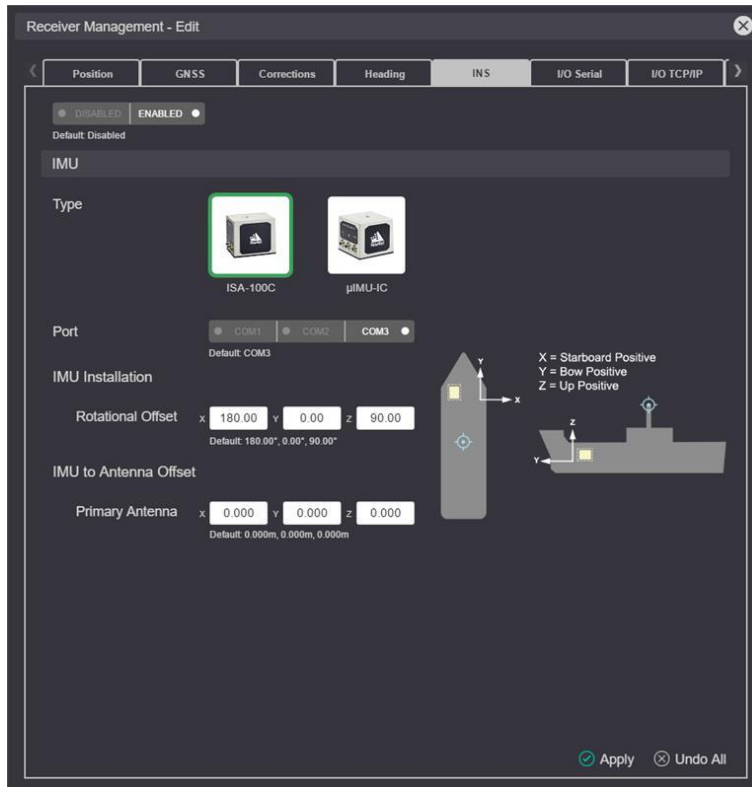 Receiver Management - Edit
Position GNSS Corrections Heading INS I/O Serial I/O TCP/IP
DISABLED ENABLED
Default: Disabled
IMU
Type
ISA-100C µIMU-IC
Port COM1 COM2 COM3
Default: COM3
X = Starboard Positive
Y = Bow Positive
Z = Up Positive
IMU Installation
Y
X
Z
Y
Rotational Offset X 180.00 Y 0.00 Z 90.00
Default: 180.00°, 0.00°, 90.00°
IMU to Antenna Offset
Primary Antenna X 0.000 Y 0.000 Z 0.000
Default: 0.000m, 0.000m, 0.000m
Apply Undo All